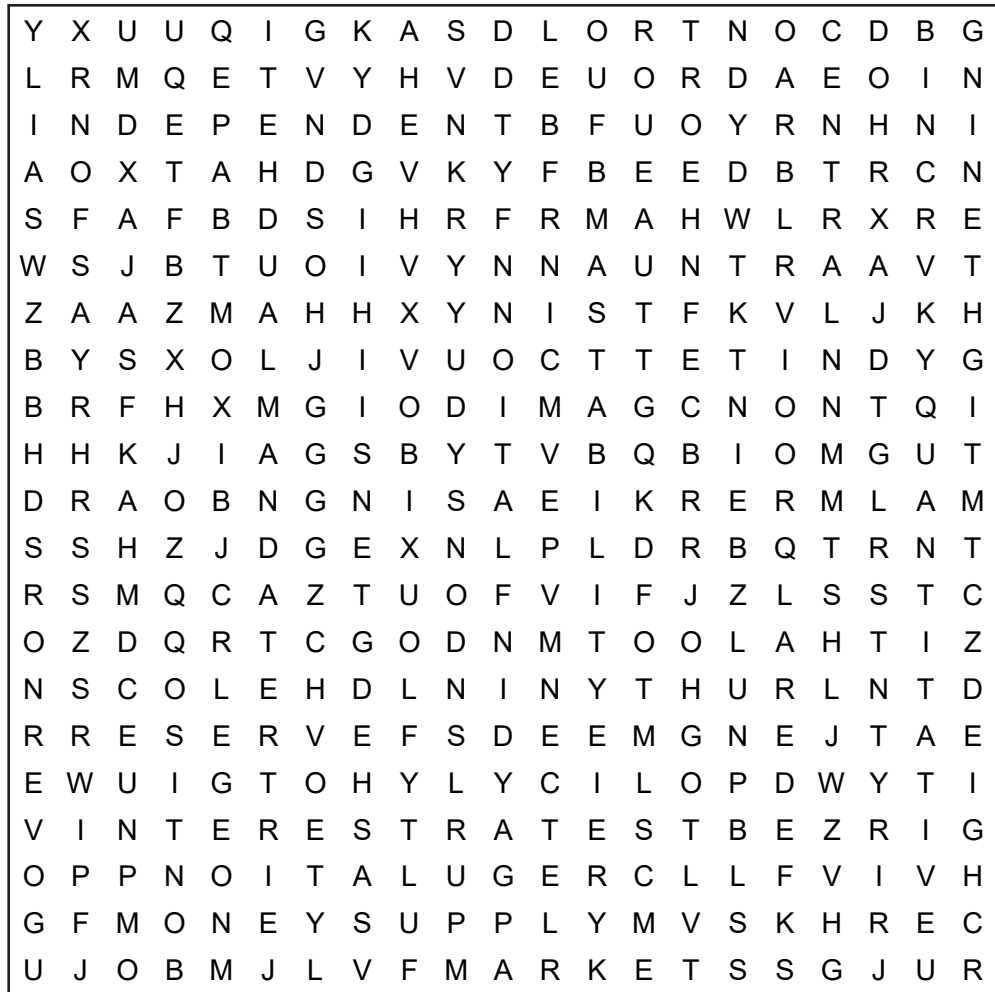 Y X U U Q I G K A S D L O R T N O C D B G
L R M Q E T V Y H V D E U O R D A E O I N
I N D E P E N D E N T B F U O Y R N H N I
A O X T A H D G V K Y F B E E D B T R C N
S F A F B D S I H R F R M A H W L R X R E
W S J B T U O I V Y N N A U N T R A A V T
Z A A Z M A H H X Y N I S T F K V L J K H
B Y S X O L J I V U O C T T E T I N D Y G
B R F H X M G I O D I M A G C N O N T Q I
H H K J I A G S B Y T V B Q B I O M G U T
D R A O B N G N I S A E I K R E R M L A M
S S H Z J D G E X N L P L D R B Q T R N T
R S M Q C A Z T U O F V I F J Z L S S T C
O Z D Q R T C G O D N M T O O L A H T I Z
N S C O L E H D L N I N Y T H U R L N T D
R R E S E R V E F S D E E M G N E J T A E
E W U I G T O H Y L Y C I L O P D W Y T I
V I N T E R E S T R A T E S T B E Z R I G
O P P N O I T A L U G E R C L L F V I V H
G F M O N E Y S U P P L Y M V S K H R E C
U J O B M J L V F M A R K E T S S G J U R